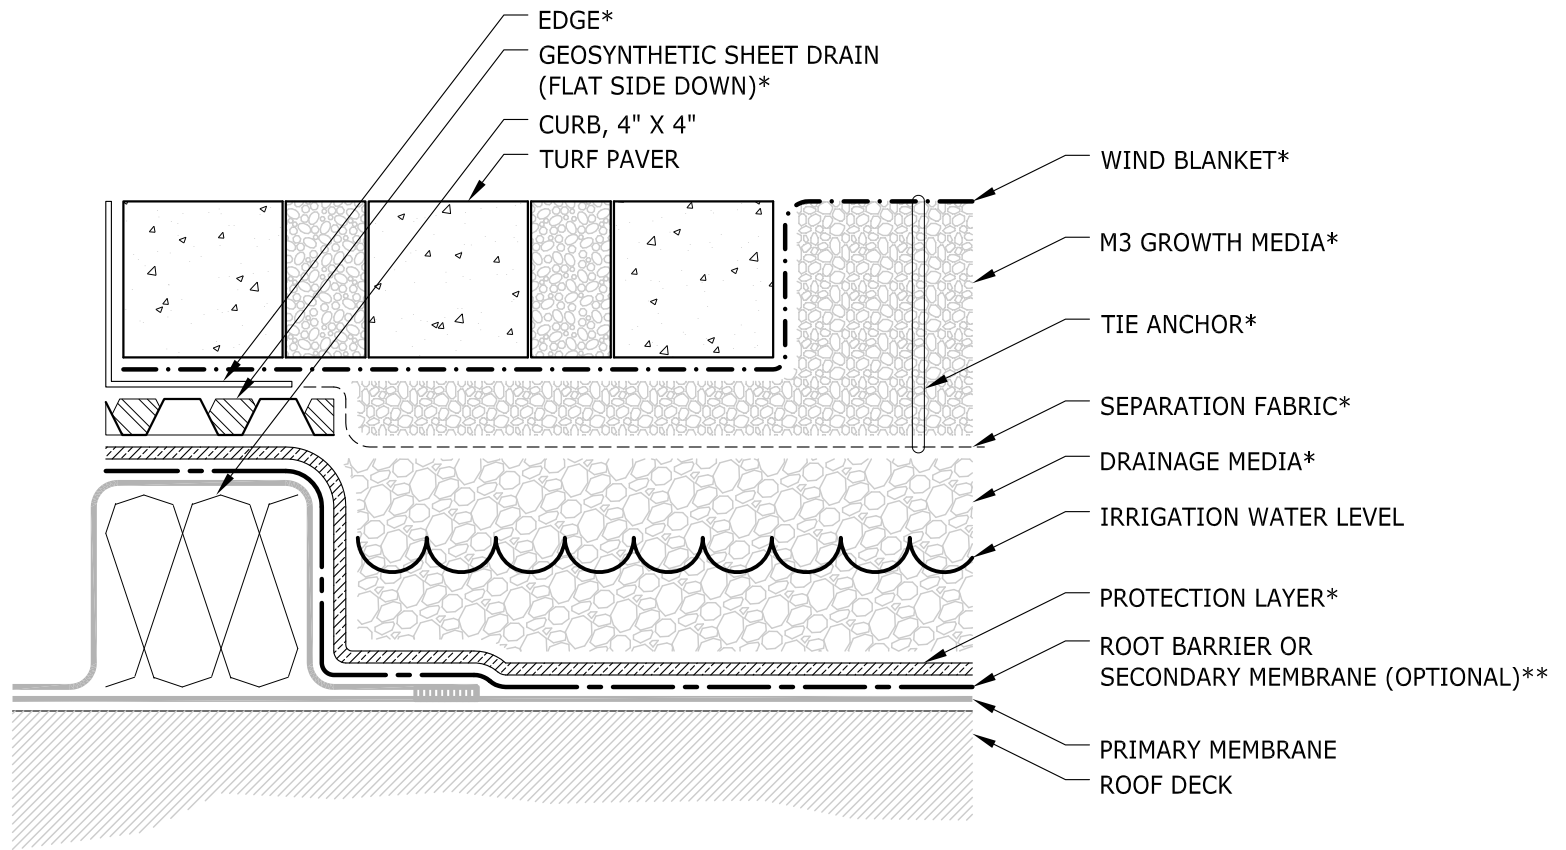 EDGE*
GEOSYNTHETIC SHEET DRAIN
(FLAT SIDE DOWN)*
CURB, 4" X 4"
TURF PAVER
WIND BLANKET*
M3 GROWTH MEDIA*
TIE ANCHOR*
SEPARATION FABRIC*
DRAINAGE MEDIA*
IRRIGATION WATER LEVEL
PROTECTION LAYER*
ROOT BARRIER OR
SECONDARY MEMBRANE (OPTIONAL)**
PRIMARY MEMBRANE
ROOF DECK